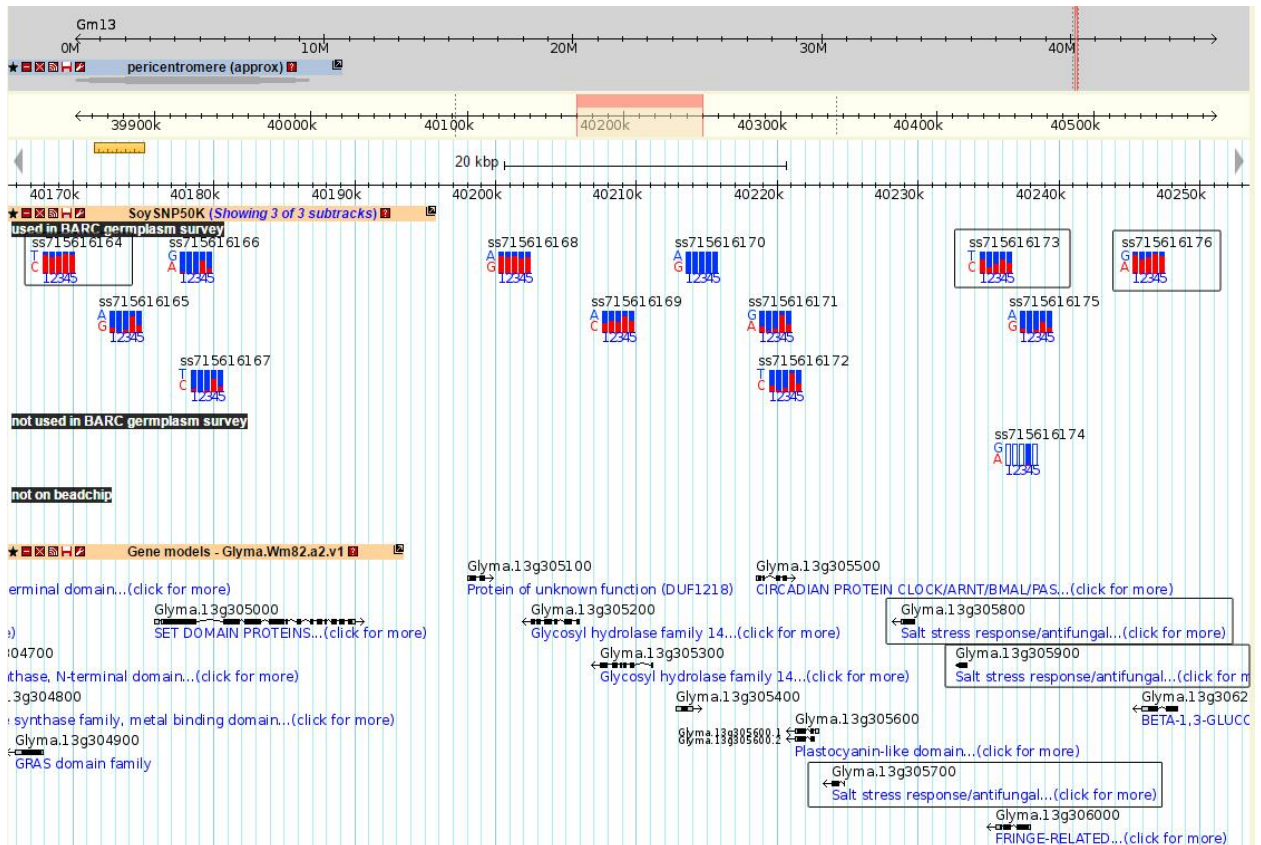 Gm13
0M 10M 20M 30M 40M
pericentromere (approx) ?
39900k 40000k 40100k 40200k 40300k 40400k 40500k
20 kbp
40170k 40180k 40190k 40200k 40210k 40220k 40230k 40240k 40250k
SoySNP50K (Showing 3 of 3 subtracks) ?
used in BARC germplasm survey
ss715616164 ss715616166 ss715616168 ss715616170 ss715616173 ss715616176
T G A A T G
C A G G C A
12345 12345 12345 12345 12345 12345
ss715616165 ss715616169 ss715616171 ss715616175
A A G A
G C A G
12345 12345 12345 12345
ss715616167 ss715616172
T T
C C
12345 12345
not used in BARC germplasm survey
ss715616174
G
A
12345
not on beadchip
Gene models - Glyma.Wm82.a2.v1 ?
Glyma.13g305100 Glyma.13g305500
erminal domain...(click for more) Protein of unknown function (DUF1218) CIRCADIAN PROTEIN CLOCK/ARNT/BMAL/PAS...(click for more)
Glyma.13g305000 Glyma.13g305200 Glyma.13g305800
SET DOMAIN PROTEINS...(click for more) Glycosyl hydrolase family 14...(click for more) Salt stress response/antifungal...(click for more)
04700 Glyma.13g305300 Glyma.13g305900
thase, N-terminal domain...(click for more) Glycosyl hydrolase family 14...(click for more) Salt stress response/antifungal...(click for m
.13g304800 Glyma.13g305400 Glyma.13g3062
synthase family, metal binding domain...(click for more) Glyma.13g305600 BETA-1,3-GLUCC
Glyma.13g305600.1
Glyma.13g305600.2
Glyma.13g304900 Plastocyanin-like domain...(click for more)
GRAS domain family Glyma.13g305700
Salt stress response/antifungal...(click for more)
Glyma.13g306000
FRINGE-RELATED...(click for more)